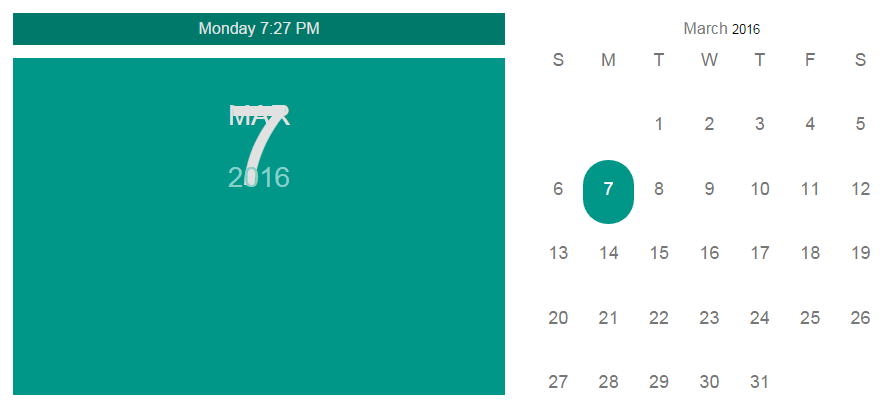 Monday 7:27 PM
MAR
7
2016
March 2016
S M T W T F S
1 2 3 4 5
6 7 8 9 10 11 12
13 14 15 16 17 18 19
20 21 22 23 24 25 26
27 28 29 30 31